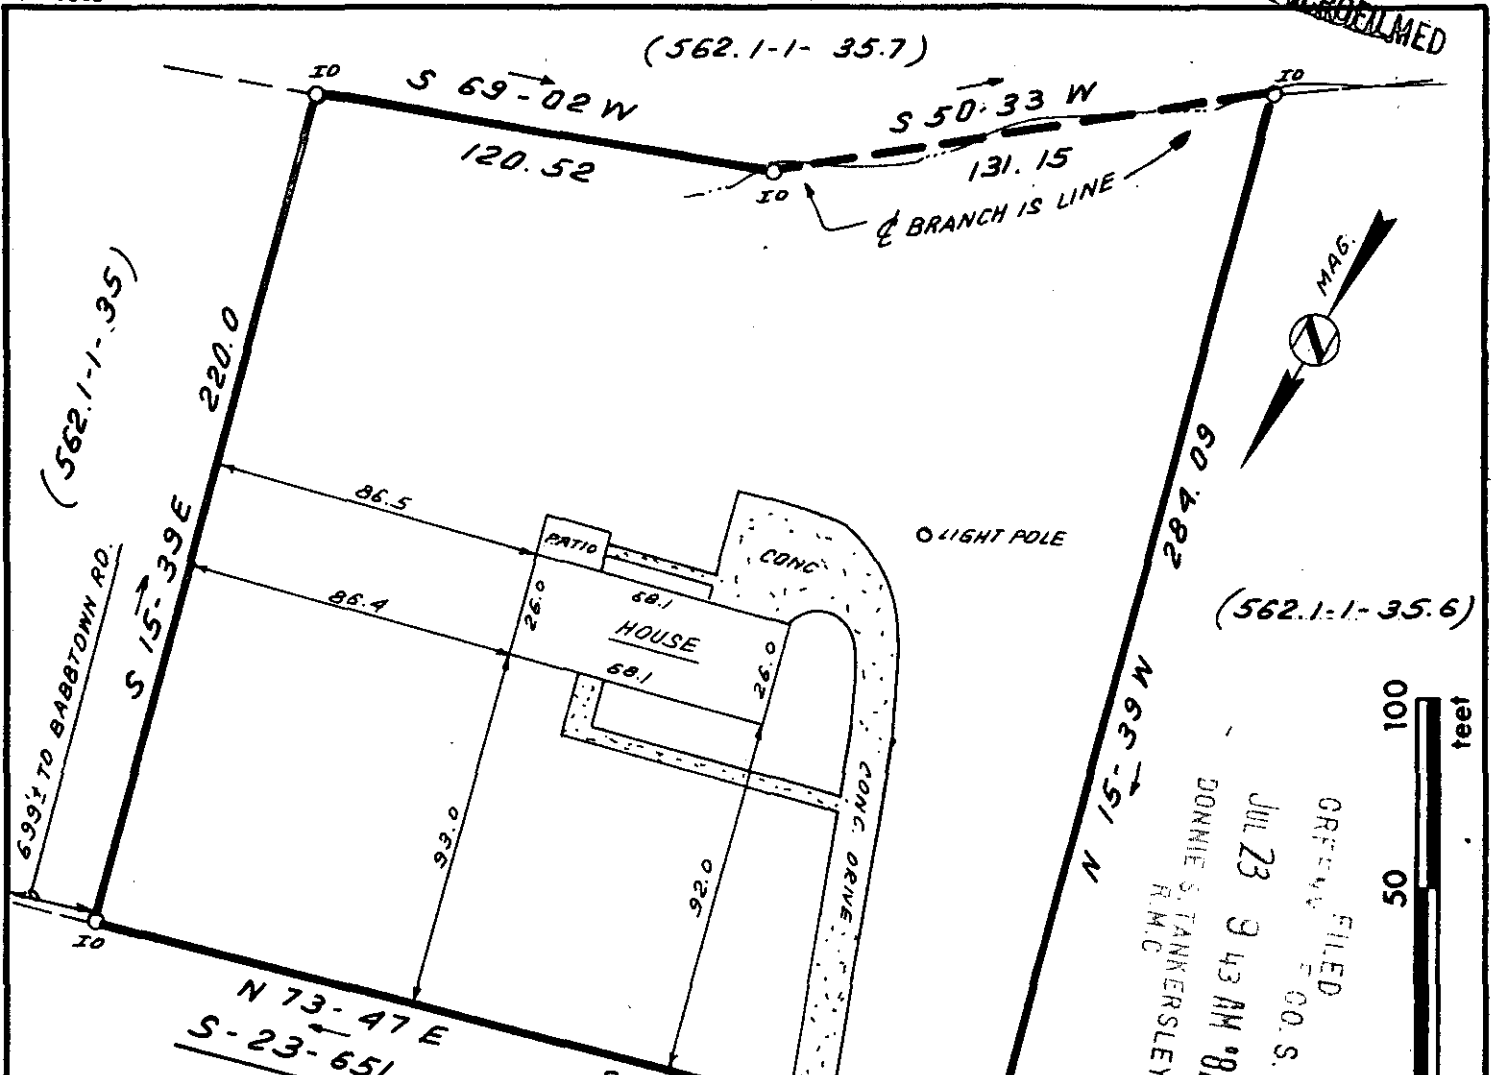 MICROFILMED
(562.1-1- 35.7)
IO
S 69-02 W
120.52
IO
S 50-33 W
131.15
IO
℄ BRANCH IS LINE
MAG.
N
(562.1-1-.35)
220.0
S 15-39 E
699'± TO BABBTOWN RD.
86.5
86.4
PATIO
CONC
LIGHT POLE
26.0
68.1
HOUSE
68.1
26.0
284.09
N 15-39 W
(562.1-1-35.6)
93.0
92.0
CONC. DRIVE
IO
N 73-47 E
S-23-651
100
50
feet
FILED
CO. S.
JUL 23 9 43 AM
DONNIE S. TANKERSLEY
R.M.C